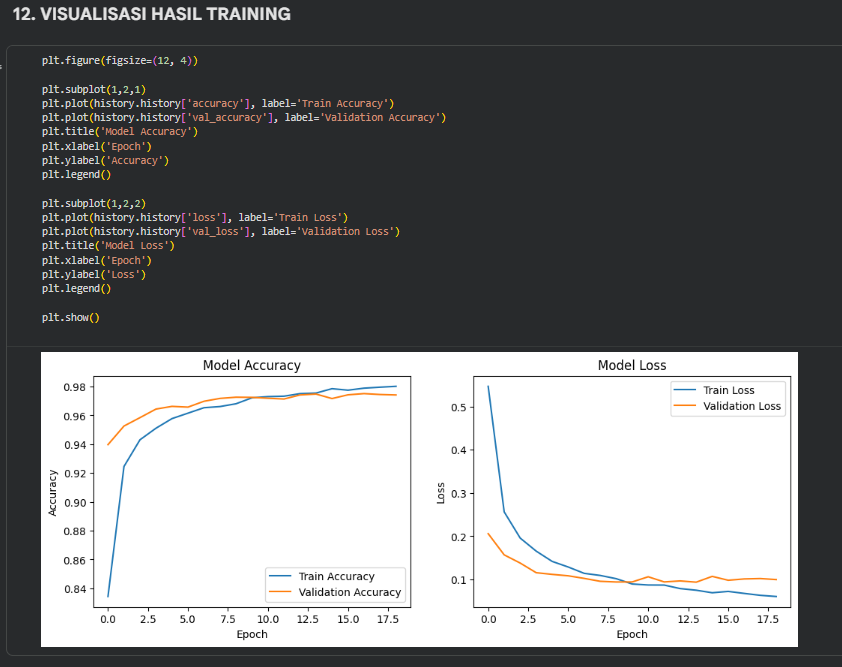 12. VISUALISASI HASIL TRAINING
plt.figure(figsize=(12, 4))
plt.subplot(1,2,1)
plt.plot(history.history['accuracy'], label='Train Accuracy')
plt.plot(history.history['val_accuracy'], label='Validation Accuracy')
plt.title('Model Accuracy')
plt.xlabel('Epoch')
plt.ylabel('Accuracy')
plt.legend()
plt.subplot(1,2,2)
plt.plot(history.history['loss'], label='Train Loss')
plt.plot(history.history['val_loss'], label='Validation Loss')
plt.title('Model Loss')
plt.xlabel('Epoch')
plt.ylabel('Loss')
plt.legend()
plt.show()
Model Accuracy
0.98
0.96
0.94
0.92
0.90
0.88
0.86
0.84
Accuracy
Train Accuracy
Validation Accuracy
0.0 2.5 5.0 7.5 10.0 12.5 15.0 17.5
Epoch
Model Loss
Train Loss
Validation Loss
0.5
0.4
0.3
0.2
0.1
Loss
0.0 2.5 5.0 7.5 10.0 12.5 15.0 17.5
Epoch